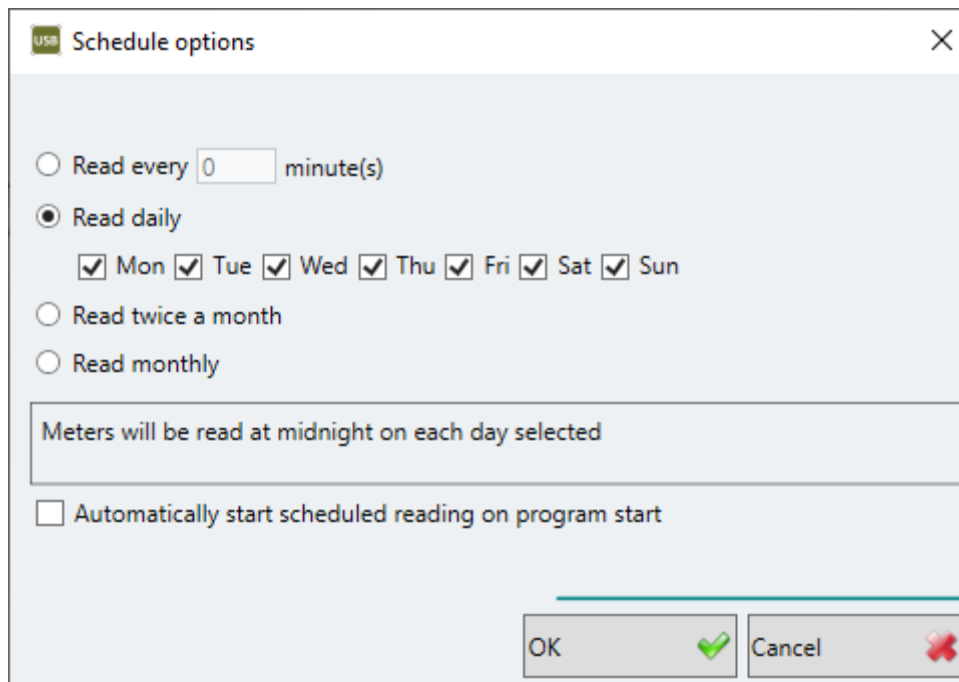 USB Schedule options
Read every 0 minute(s)
Read daily
Mon Tue Wed Thu Fri Sat Sun
Read twice a month
Read monthly
Meters will be read at midnight on each day selected
Automatically start scheduled reading on program start
OK Cancel